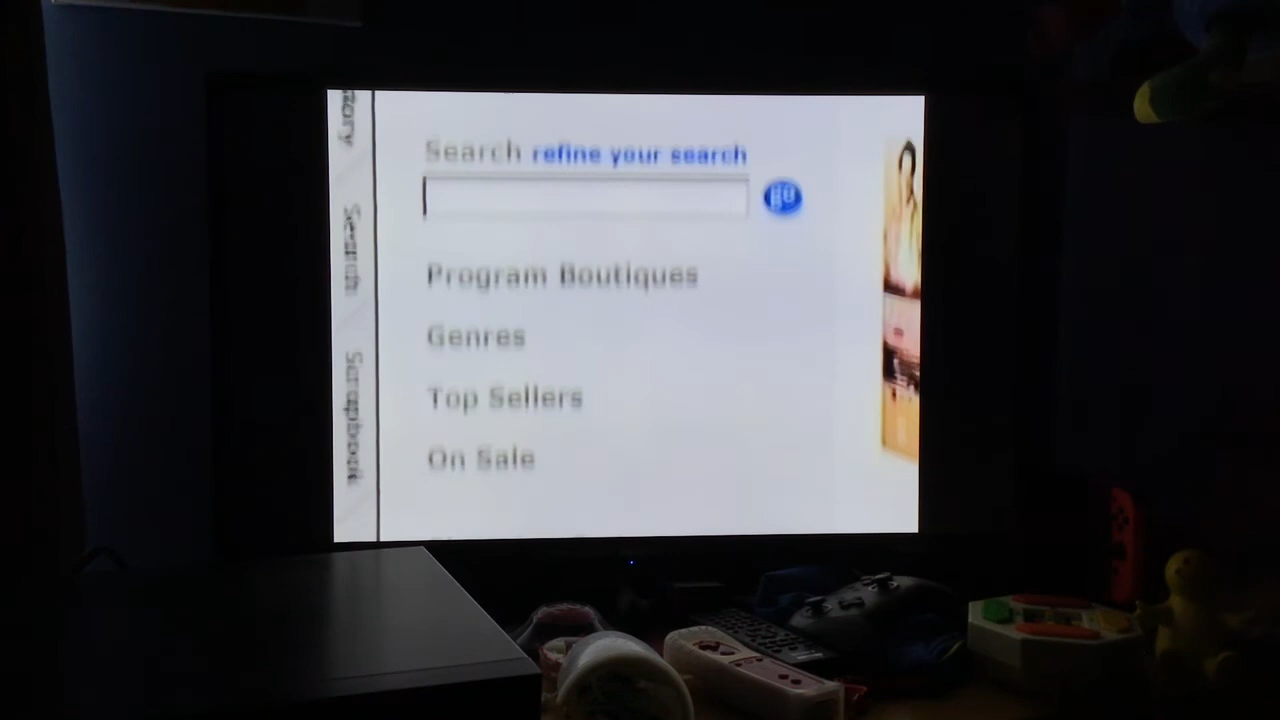 Search refine your search
go
Program Boutiques
Genres
Top Sellers
On Sale
Search
Scrapbook